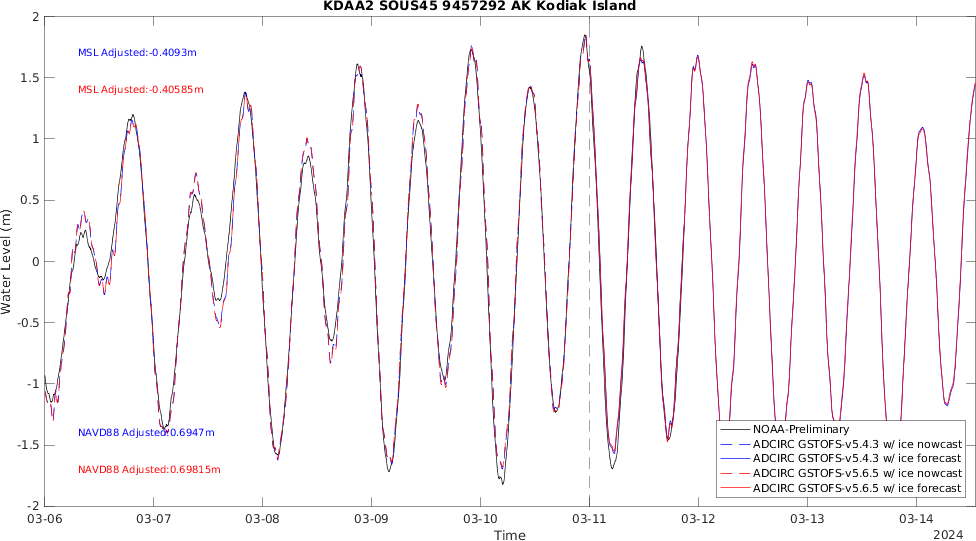 KDAA2 SOUS45 9457292 AK Kodiak Island
2
1.5
1
0.5
0
-0.5
-1
-1.5
-2
Water Level (m)
MSL Adjusted:-0.4093m
MSL Adjusted:-0.40585m
NAVD88 Adjusted:0.6947m
NAVD88 Adjusted:0.69815m
NOAA-Preliminary
ADCIRC GSTOFS-v5.4.3 w/ ice nowcast
ADCIRC GSTOFS-v5.4.3 w/ ice forecast
ADCIRC GSTOFS-v5.6.5 w/ ice nowcast
ADCIRC GSTOFS-v5.6.5 w/ ice forecast
03-06 03-07 03-08 03-09 03-10 03-11 03-12 03-13 03-14
Time
2024